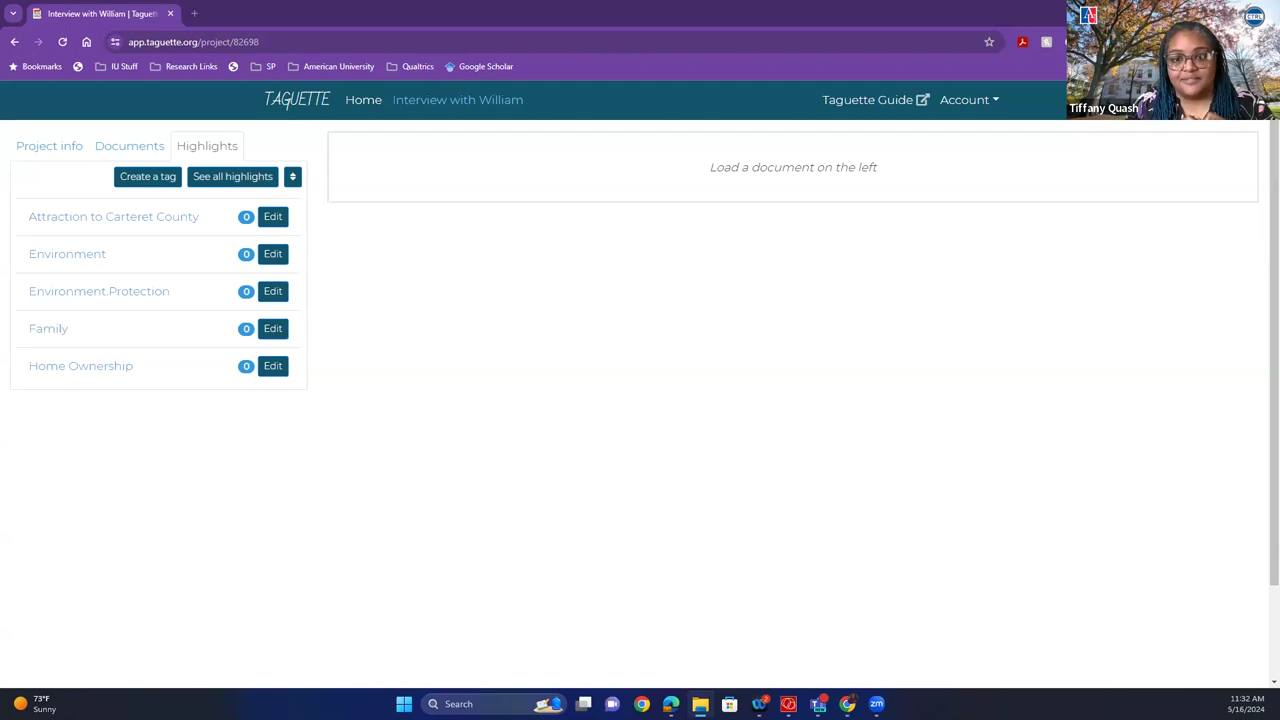 Interview with William | Taguett
app.taguette.org/project/82698
Bookmarks IU Stuff Research Links SP American University Qualtrics Google Scholar
TAGUETTE Home Interview with William Taguette Guide Account
Tiffany Quash
Project info Documents Highlights
Create a tag See all highlights
Load a document on the left
Attraction to Carteret County 0 Edit
Environment 0 Edit
Environment.Protection 0 Edit
Family 0 Edit
Home Ownership 0 Edit
73°F
Sunny
Search
zm
11:32 AM
5/16/2024